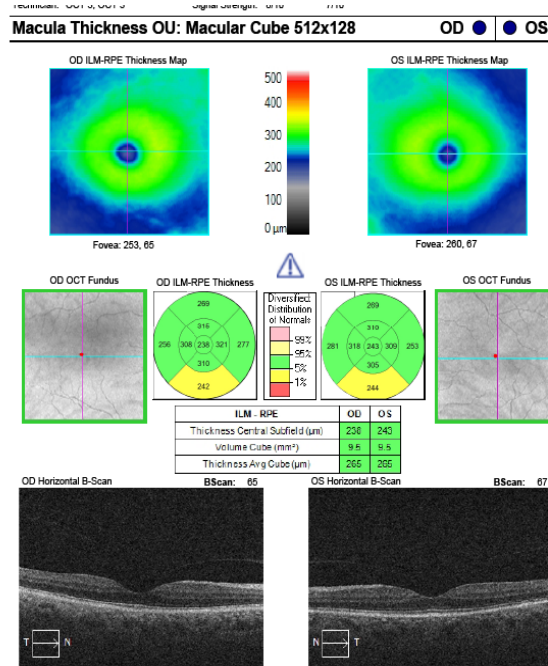 Macula Thickness OU: Macular Cube 512x128 OD OS
OD ILM-RPE Thickness Map
OS ILM-RPE Thickness Map
500
400
300
200
100
0 µm
Fovea: 253, 65
Fovea: 260, 67
OD OCT Fundus
OD ILM-RPE Thickness
OS ILM-RPE Thickness
OS OCT Fundus
269
315
256 308 238 321 277
310
242
Diversified:
Distribution
of Normals
99%
95%
5%
1%
269
310
281 318 243 309 253
305
244
ILM - RPE OD OS
Thickness Central Subfield (µm) 238 243
Volume Cube (mm³) 9.5 9.5
Thickness Avg Cube (µm) 265 265
OD Horizontal B-Scan BScan: 65
OS Horizontal B-Scan BScan: 67
T N
N T